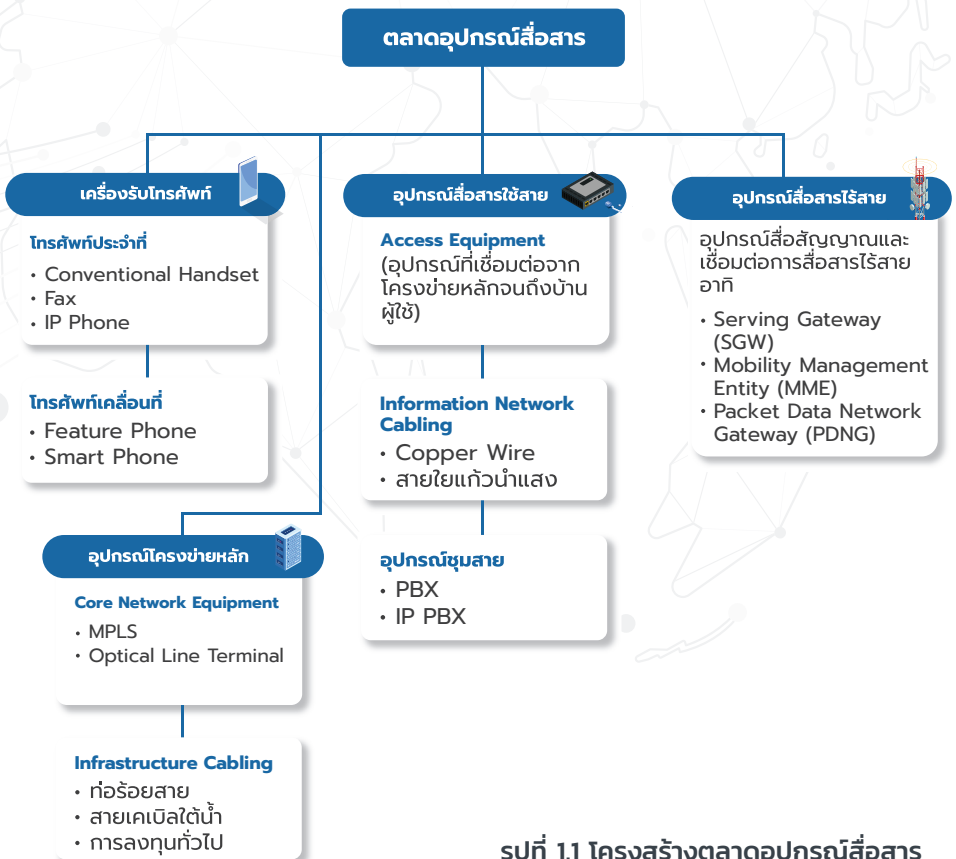 ตลาดอุปกรณ์สื่อสาร
เครื่องรับโทรศัพท์
โทรศัพท์ประจำที่
• Conventional Handset
• Fax
• IP Phone
โทรศัพท์เคลื่อนที่
• Feature Phone
• Smart Phone
อุปกรณ์โครงข่ายหลัก
Core Network Equipment
• MPLS
• Optical Line Terminal
Infrastructure Cabling
• ท่อร้อยสาย
• สายเคเบิลใต้น้ำ
• การลงทุนทั่วไป
อุปกรณ์สื่อสารใช้สาย
Access Equipment
(อุปกรณ์ที่เชื่อมต่อจาก
โครงข่ายหลักจนถึงบ้าน
ผู้ใช้)
Information Network
Cabling
• Copper Wire
• สายใยแก้วนำแสง
อุปกรณ์ชุมสาย
• PBX
• IP PBX
อุปกรณ์สื่อสารไร้สาย
อุปกรณ์สื่อสัญญาณและ
เชื่อมต่อการสื่อสารไร้สาย
อาทิ
• Serving Gateway
(SGW)
• Mobility Management
Entity (MME)
• Packet Data Network
Gateway (PDNG)
รูปที่ 1.1 โครงสร้างตลาดอุปกรณ์สื่อสาร